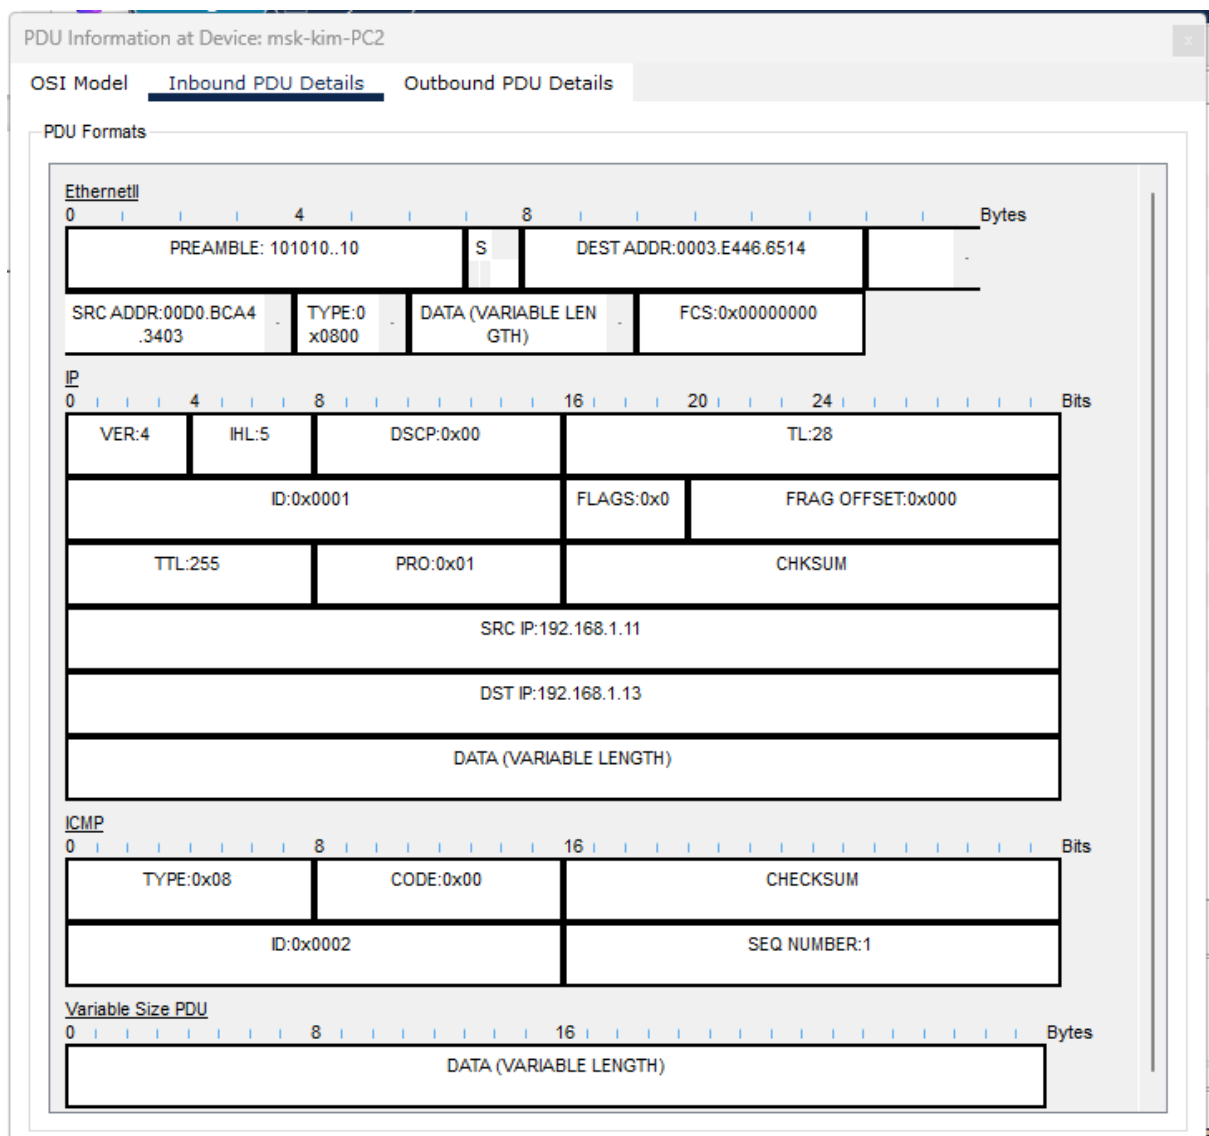 PDU Information at Device: msk-kim-PC2
x
OSI Model Inbound PDU Details Outbound PDU Details
PDU Formats
EthernetII
0 4 8 Bytes
PREAMBLE: 101010..10 S DEST ADDR:0003.E446.6514
SRC ADDR:00D0.BCA4 TYPE:0 DATA (VARIABLE LEN FCS:0x00000000
.3403 x0800 GTH)
IP
0 4 8 16 20 24 Bits
VER:4 IHL:5 DSCP:0x00 TL:28
ID:0x0001 FLAGS:0x0 FRAG OFFSET:0x000
TTL:255 PRO:0x01 CHKSUM
SRC IP:192.168.1.11
DST IP:192.168.1.13
DATA (VARIABLE LENGTH)
ICMP
0 8 16 Bits
TYPE:0x08 CODE:0x00 CHECKSUM
ID:0x0002 SEQ NUMBER:1
Variable Size PDU
0 8 16 Bytes
DATA (VARIABLE LENGTH)